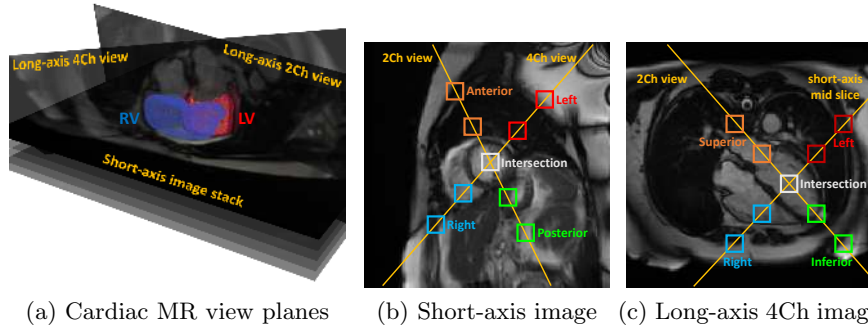 Long-axis 4Ch view
Long-axis 2Ch view
RV
LV
Short-axis image stack
2Ch view
4Ch view
Anterior
Left
Intersection
Right
Posterior
2Ch view
short-axis
mid slice
Superior
Left
Intersection
Right
Inferior
(a) Cardiac MR view planes
(b) Short-axis image
(c) Long-axis 4Ch imag